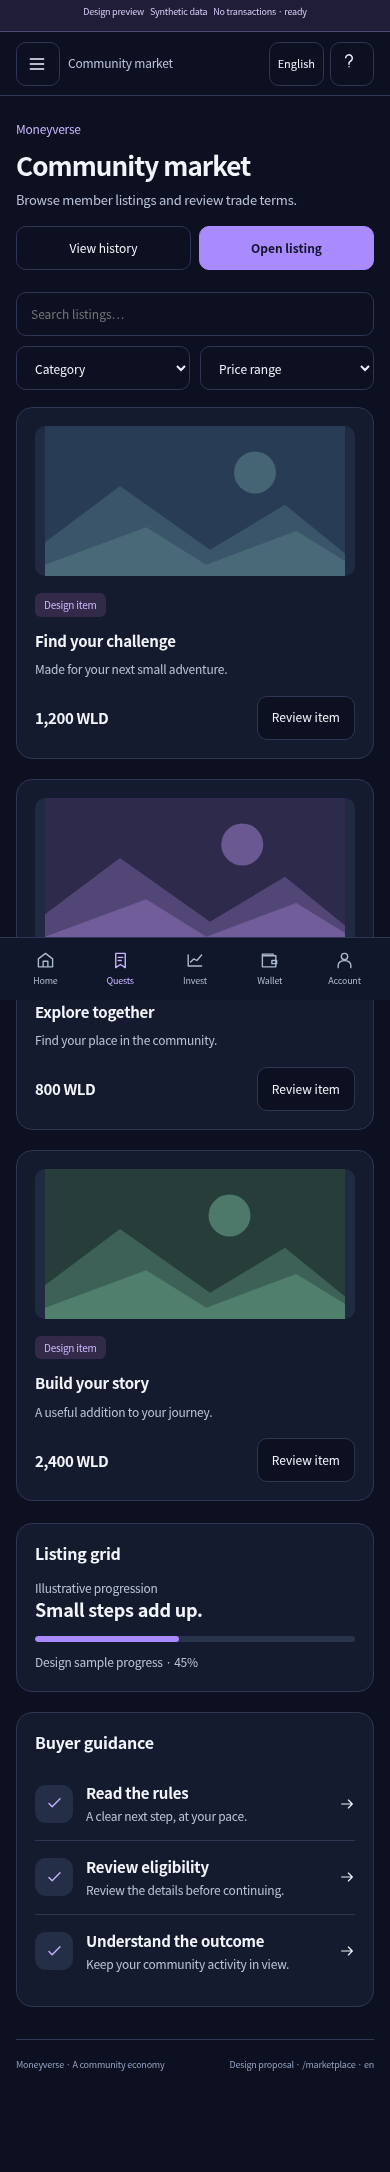 Design preview Synthetic data No transactions · ready
Community market
English
?
Moneyverse
Community market
Browse member listings and review trade terms.
View history
Open listing
Search listings…
Category
Price range
Design item
Find your challenge
Made for your next small adventure.
1,200 WLD
Review item
Home
Quests
Invest
Wallet
Account
Explore together
Find your place in the community.
800 WLD
Review item
Design item
Build your story
A useful addition to your journey.
2,400 WLD
Review item
Listing grid
Illustrative progression
Small steps add up.
Design sample progress · 45%
Buyer guidance
Read the rules
A clear next step, at your pace.
Review eligibility
Review the details before continuing.
Understand the outcome
Keep your community activity in view.
Moneyverse · A community economy
Design proposal · /marketplace · en